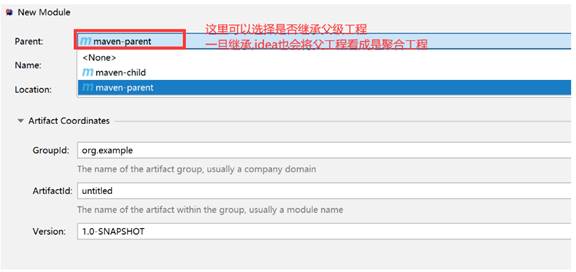 New Module
Parent: maven-parent
这里可以选择是否继承父级工程
一旦继承,idea也会将父工程看成是聚合工程
<None>
Name:
maven-child
Location:
maven-parent
Artifact Coordinates
GroupId: org.example
The name of the artifact group, usually a company domain
ArtifactId: untitled
The name of the artifact within the group, usually a module name
Version: 1.0-SNAPSHOT